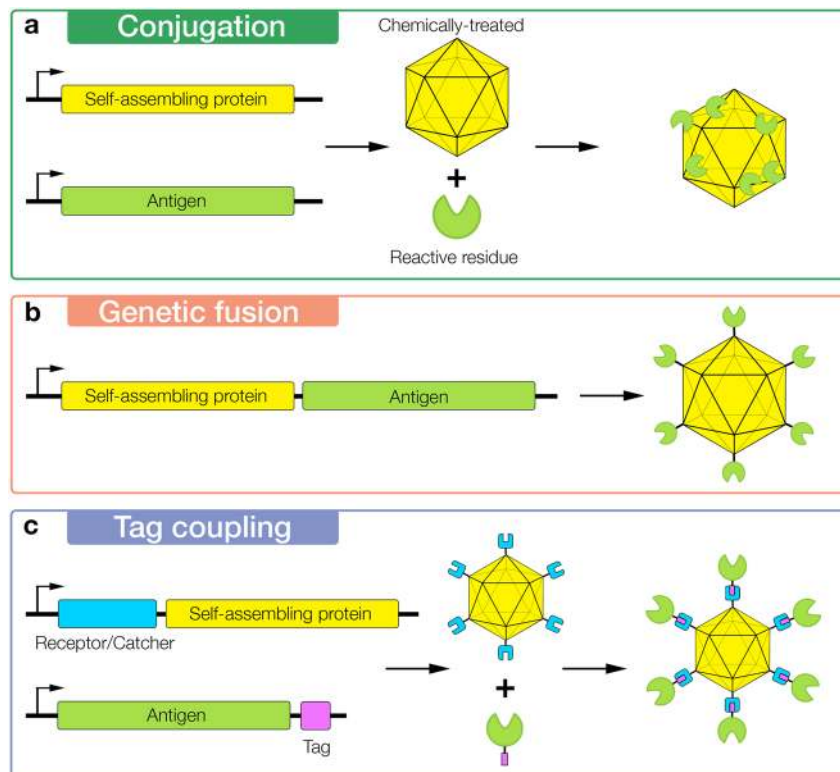 a
Conjugation
Chemically-treated
Self-assembling protein
+
Antigen
Reactive residue
b
Genetic fusion
Self-assembling protein
Antigen
c
Tag coupling
Self-assembling protein
Receptor/Catcher
+
Antigen
Tag